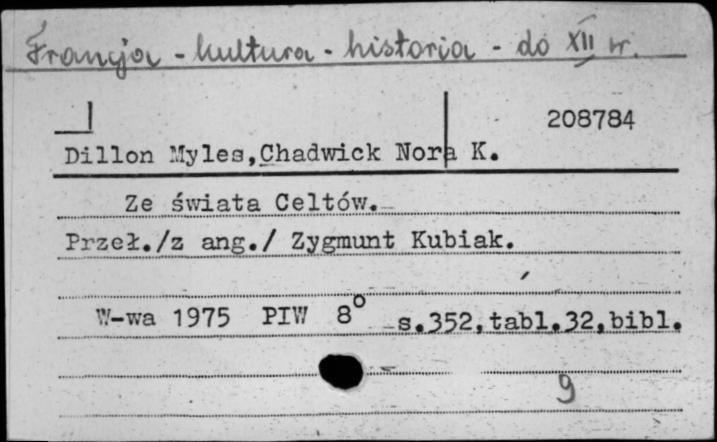 Francja - kultura - historia - do XII w.
208784
Dillon Myles,Chadwick Nora K.
Ze świata Celtów.
Przeł./z ang./ Zygmunt Kubiak.
W-wa 1975 PIW 8° s.352,tabl.32,bibl.
9